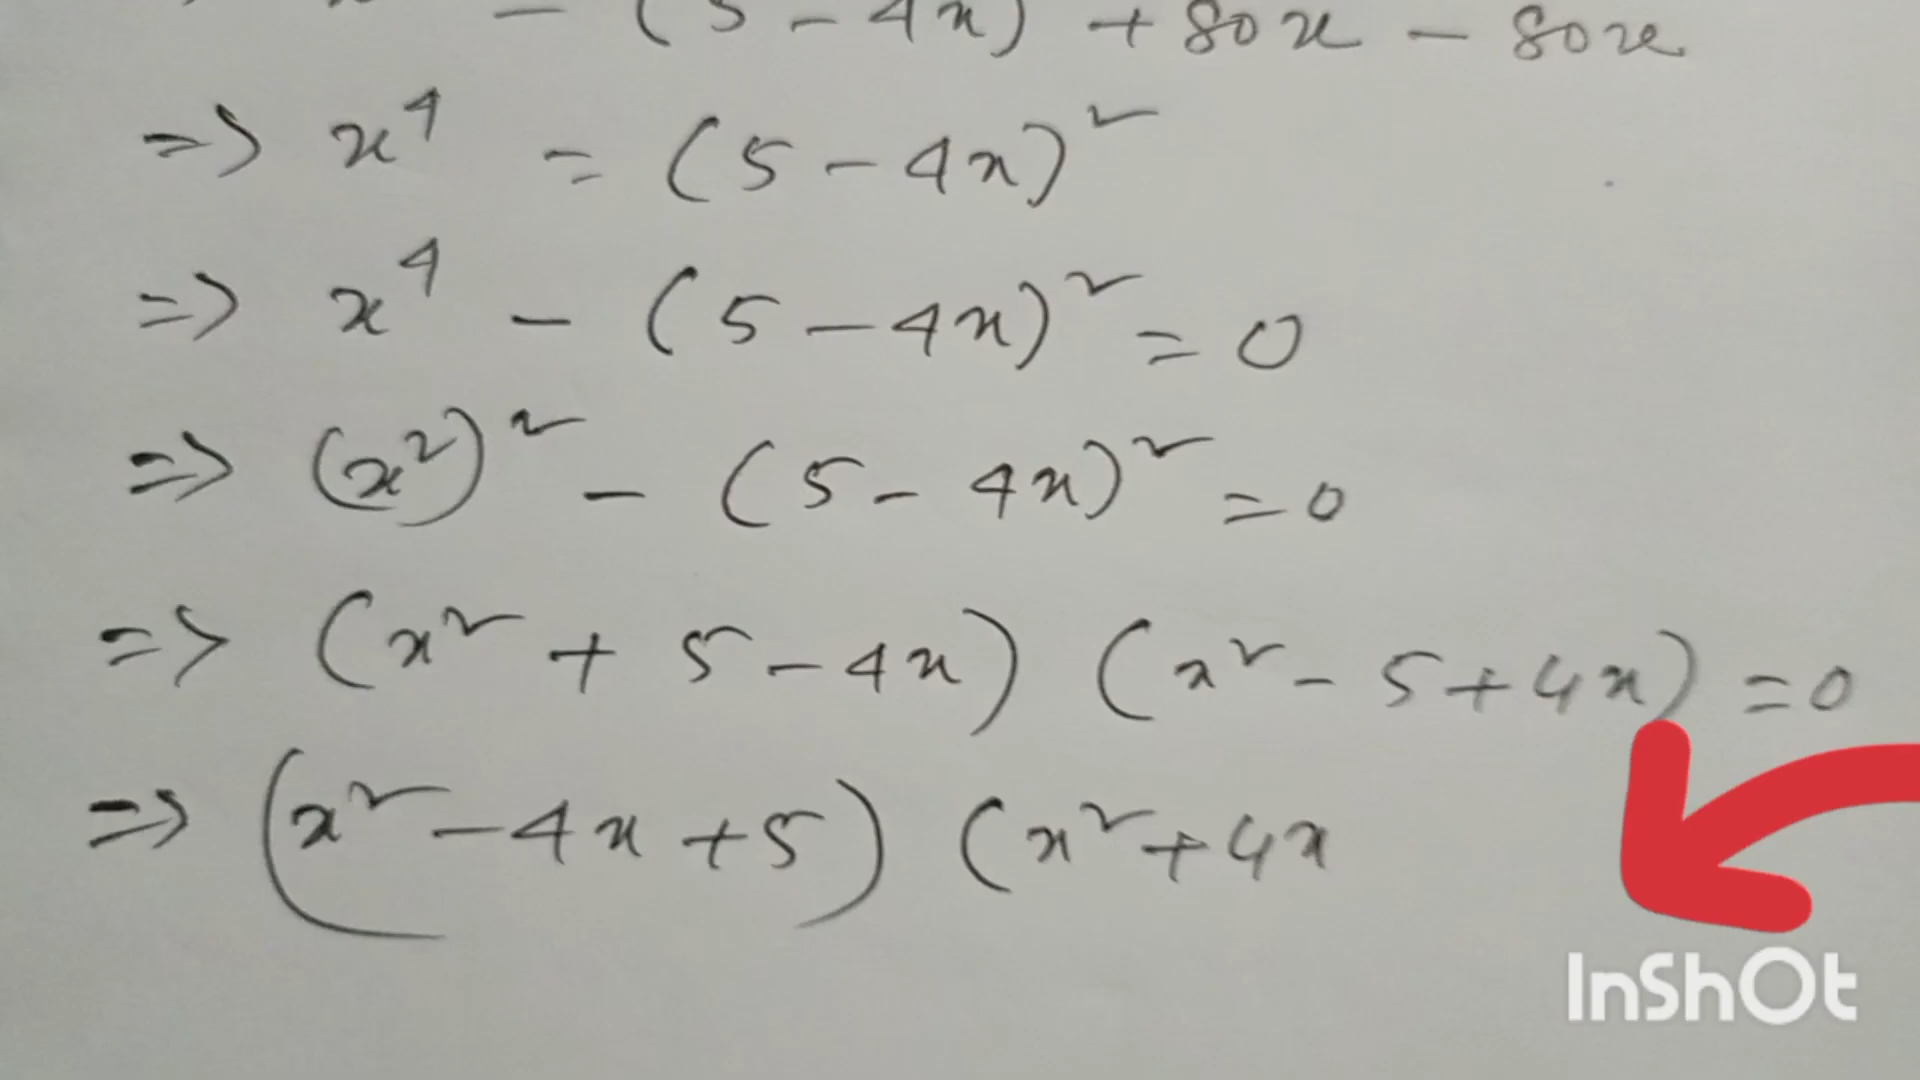 - (5 - 4x) + 80x - 80x
=> x⁴ = (5 - 4x)²
=> x⁴ - (5 - 4x)² = 0
=> (x²)² - (5 - 4x)² = 0
=> (x² + 5 - 4x) (x² - 5 + 4x) = 0
=> (x² - 4x + 5) (x² + 4x
InShOt